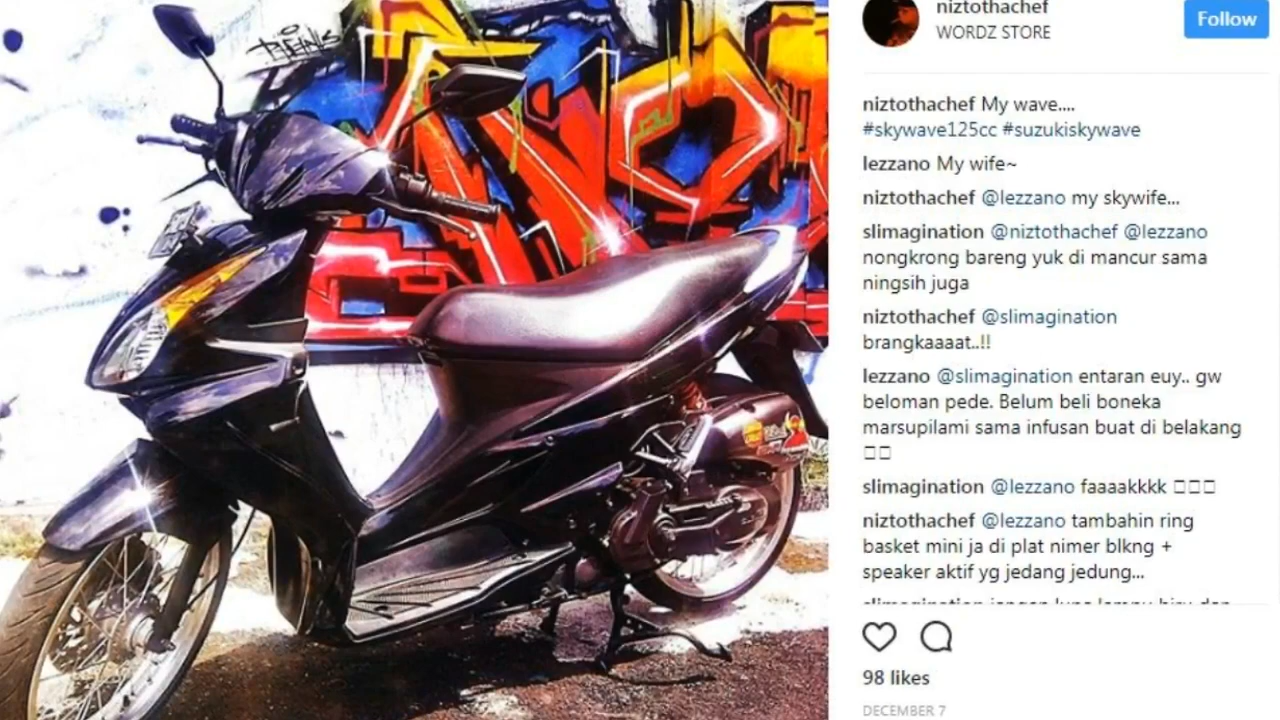 niztothachef
WORDZ STORE
Follow
niztothachef My wave....
#skywave125cc #suzukiskywave
lezzano My wife~
niztothachef @lezzano my skywife...
slimagination @niztothachef @lezzano
nongkrong bareng yuk di mancur sama
ningsih juga
niztothachef @slimagination
brangkaaaat..!!
lezzano @slimagination entaran euy.. gw
beloman pede. Belum beli boneka
marsupilami sama infusan buat di belakang
slimagination @lezzano faaaakkkk
niztothachef @lezzano tambahin ring
basket mini ja di plat nimer blkng +
speaker aktif yg jedang jedung...
98 likes
DECEMBER 7